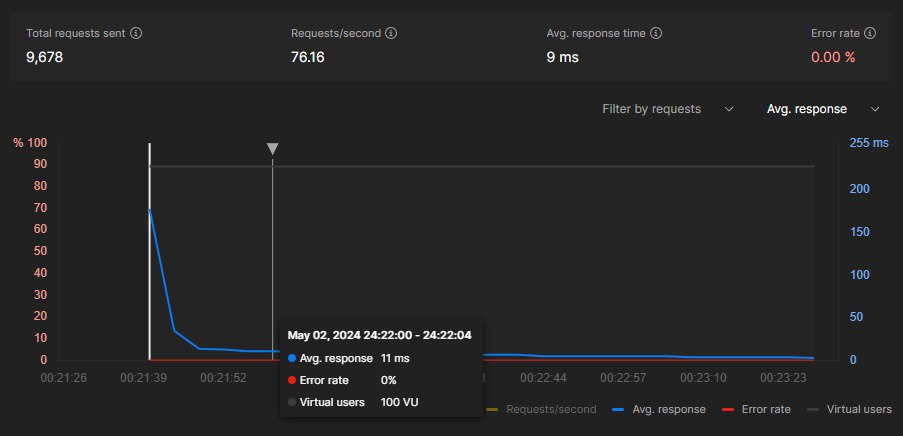 Total requests sent Requests/second Avg. response time Error rate
9,678 76.16 9 ms 0.00 %
Filter by requests Avg. response
% 100 255 ms
90
80 200
70
60 150
50
40 100
30
20 50
10
0 0
May 02, 2024 24:22:00 - 24:22:04
Avg. response 11 ms
Error rate 0%
Virtual users 100 VU
00:21:26 00:21:39 00:21:52 00:22:44 00:22:57 00:23:10 00:23:23
Requests/second Avg. response Error rate Virtual users